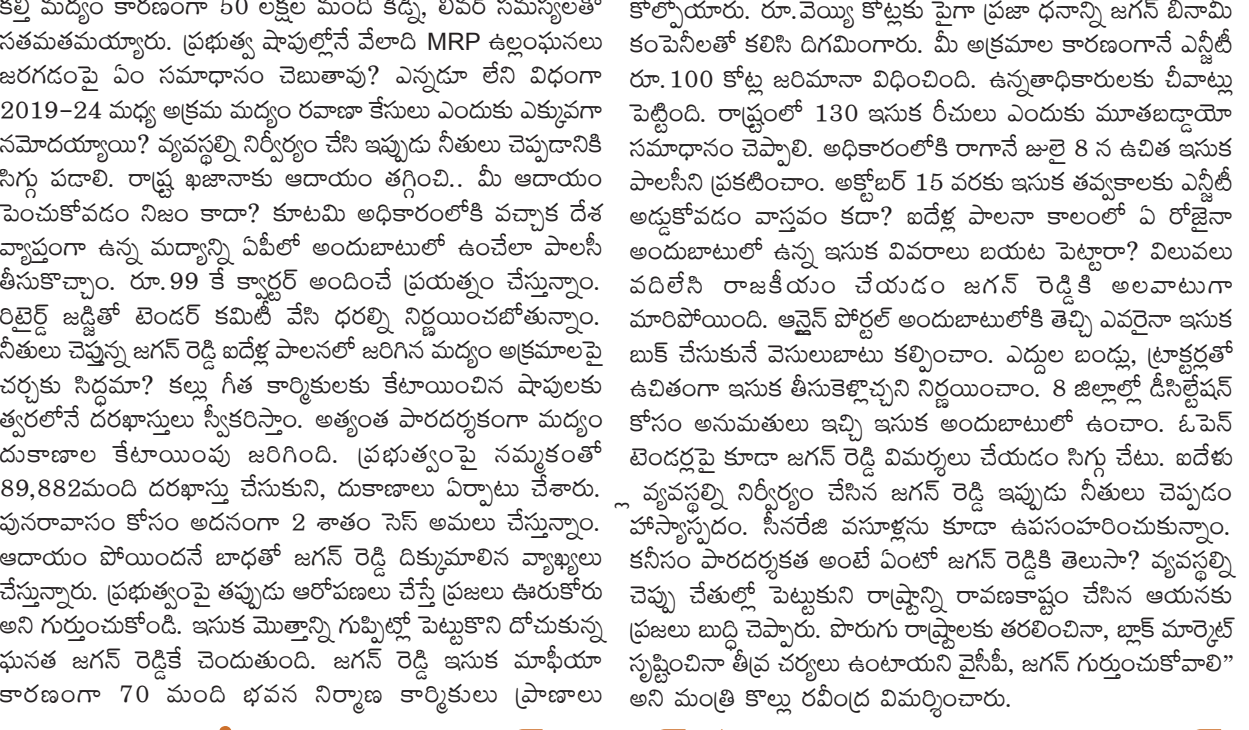 కల్తీ మద్యం కారణంగా 50 లక్షల మంది కిడ్నీ, లివర్ సమస్యలతో
సతమతమయ్యారు. ప్రభుత్వ షాపుల్లోనే వేలాది MRP ఉల్లంఘనలు
జరగడంపై ఏం సమాధానం చెబుతావు? ఎన్నడూ లేని విధంగా
2019-24 మధ్య అక్రమ మద్యం రవాణా కేసులు ఎందుకు ఎక్కువగా
నమోదయ్యాయి? వ్యవస్థల్ని నిర్వీర్యం చేసి ఇప్పుడు నీతులు చెప్పడానికి
సిగ్గు పడాలి. రాష్ట్ర ఖజానాకు ఆదాయం తగ్గించి.. మీ ఆదాయం
పెంచుకోవడం నిజం కాదా? కూటమి అధికారంలోకి వచ్చాక దేశ
వ్యాప్తంగా ఉన్న మద్యాన్ని ఏపీలో అందుబాటులో ఉంచేలా పాలసీ
తీసుకొచ్చాం. రూ.99 కే క్వార్టర్ అందించే ప్రయత్నం చేస్తున్నాం.
రిటైర్డ్ జడ్జితో టెండర్ కమిటీ వేసి ధరల్ని నిర్ణయించబోతున్నాం.
నీతులు చెప్తున్న జగన్ రెడ్డి ఐదేళ్ల పాలనలో జరిగిన మద్యం అక్రమాలపై
చర్చకు సిద్ధమా? కల్లు గీత కార్మికులకు కేటాయించిన షాపులకు
త్వరలోనే దరఖాస్తులు స్వీకరిస్తాం. అత్యంత పారదర్శకంగా మద్యం
దుకాణాల కేటాయింపు జరిగింది. ప్రభుత్వంపై నమ్మకంతో
89,882మంది దరఖాస్తు చేసుకుని, దుకాణాలు ఏర్పాటు చేశారు.
పునరావాసం కోసం అదనంగా 2 శాతం సెస్ అమలు చేస్తున్నాం.
ఆదాయం పోయిందనే బాధతో జగన్ రెడ్డి దిక్కుమాలిన వ్యాఖ్యలు
చేస్తున్నారు. ప్రభుత్వంపై తప్పుడు ఆరోపణలు చేస్తే ప్రజలు ఊరుకోరు
అని గుర్తుంచుకోండి. ఇసుక మొత్తాన్ని గుప్పిట్లో పెట్టుకొని దోచుకున్న
ఘనత జగన్ రెడ్డికే చెందుతుంది. జగన్ రెడ్డి ఇసుక మాఫీయా
కారణంగా 70 మంది భవన నిర్మాణ కార్మికులు ప్రాణాలు
కోల్పోయారు. రూ.వెయ్యి కోట్లకు పైగా ప్రజా ధనాన్ని జగన్ బినామీ
కంపెనీలతో కలిసి దిగమింగారు. మీ అక్రమాల కారణంగానే ఎన్జీటీ
రూ.100 కోట్ల జరిమానా విధించింది. ఉన్నతాధికారులకు చీవాట్లు
పెట్టింది. రాష్ట్రంలో 130 ఇసుక రీచులు ఎందుకు మూతబడ్డాయో
సమాధానం చెప్పాలి. అధికారంలోకి రాగానే జులై 8 న ఉచిత ఇసుక
పాలసీని ప్రకటించాం. అక్టోబర్ 15 వరకు ఇసుక తవ్వకాలకు ఎన్జీటీ
అడ్డుకోవడం వాస్తవం కదా? ఐదేళ్ల పాలనా కాలంలో ఏ రోజైనా
అందుబాటులో ఉన్న ఇసుక వివరాలు బయట పెట్టారా? విలువలు
వదిలేసి రాజకీయం చేయడం జగన్ రెడ్డికి అలవాటుగా
మారిపోయింది. ఆన్లైన్ పోర్టల్ అందుబాటులోకి తెచ్చి ఎవరైనా ఇసుక
బుక్ చేసుకునే వెసులుబాటు కల్పించాం. ఎద్దుల బండ్లు, ట్రాక్టర్లతో
ఉచితంగా ఇసుక తీసుకెళ్లొచ్చని నిర్ణయించాం. 8 జిల్లాల్లో డీసిల్టేషన్
కోసం అనుమతులు ఇచ్చి ఇసుక అందుబాటులో ఉంచాం. ఓపెన్
టెండర్లపై కూడా జగన్ రెడ్డి విమర్శలు చేయడం సిగ్గు చేటు. ఐదేళు
్ల వ్యవస్థల్ని నిర్వీర్యం చేసిన జగన్ రెడ్డి ఇప్పుడు నీతులు చెప్పడం
హాస్యాస్పదం. సీనరేజి వసూళ్లను కూడా ఉపసంహరించుకున్నాం.
కనీసం పారదర్శకత అంటే ఏంటో జగన్ రెడ్డికి తెలుసా? వ్యవస్థల్ని
చెప్పు చేతుల్లో పెట్టుకుని రాష్ట్రాన్ని రావణకాష్టం చేసిన ఆయనకు
ప్రజలు బుద్ధి చెప్పారు. పొరుగు రాష్ట్రాలకు తరలించినా, బ్లాక్ మార్కెట్
సృష్టించినా తీవ్ర చర్యలు ఉంటాయని వైసీపీ, జగన్ గుర్తుంచుకోవాలి"
అని మంత్రి కొల్లు రవీంద్ర విమర్శించారు.